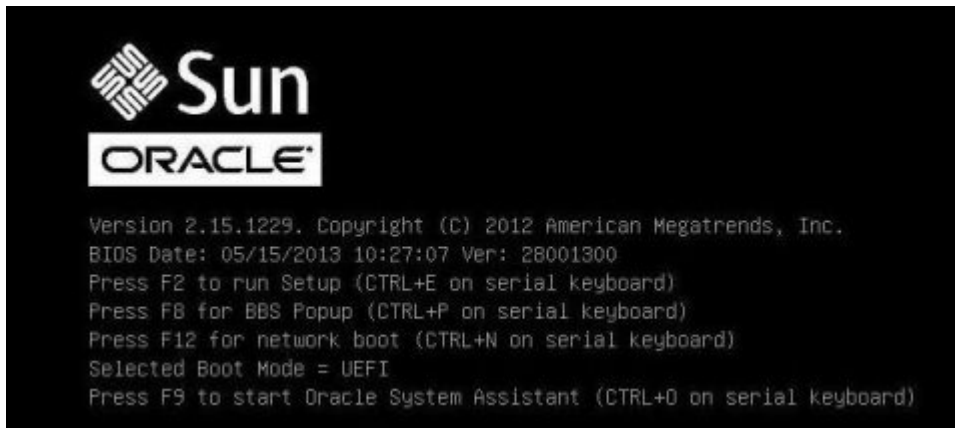 Sun
ORACLE
Version 2.15.1229. Copyright (C) 2012 American Megatrends, Inc.
BIOS Date: 05/15/2013 10:27:07 Ver: 28001300
Press F2 to run Setup (CTRL+E on serial keyboard)
Press F8 for BBS Popup (CTRL+P on serial keyboard)
Press F12 for network boot (CTRL+N on serial keyboard)
Selected Boot Mode = UEFI
Press F9 to start Oracle System Assistant (CTRL+O on serial keyboard)